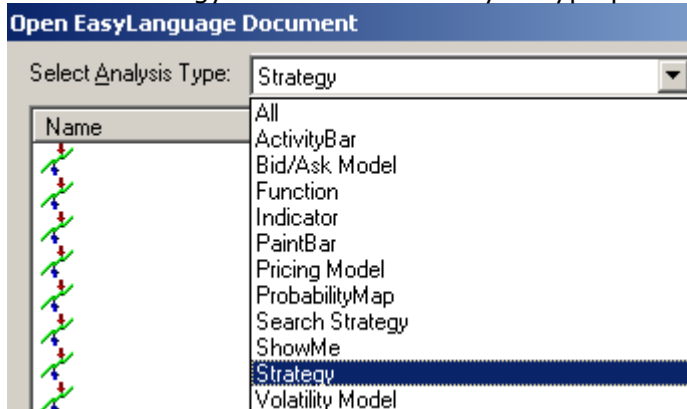 Open EasyLanguage Document
Select Analysis Type: Strategy
Name
All
ActivityBar
Bid/Ask Model
Function
Indicator
PaintBar
Pricing Model
ProbabilityMap
Search Strategy
ShowMe
Strategy
Volatility Model